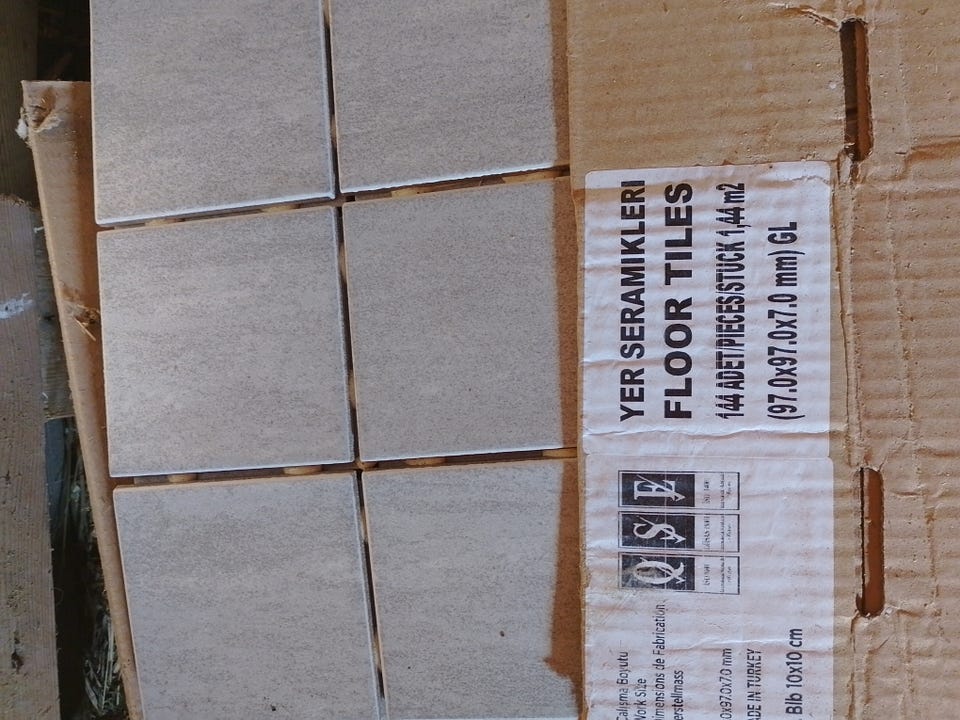 YER SERAMIKLERI
FLOOR TILES
144 ADET/PIECES/STUCK 1,44 m2
(97.0x97.0x7.0 mm) GL
Q S E
Çalışma Boyutu
Work Size
Dimensions de Fabrication
Herstellmass
0x97.0x7.0 mm
ADE IN TURKEY
Blb 10x10 cm